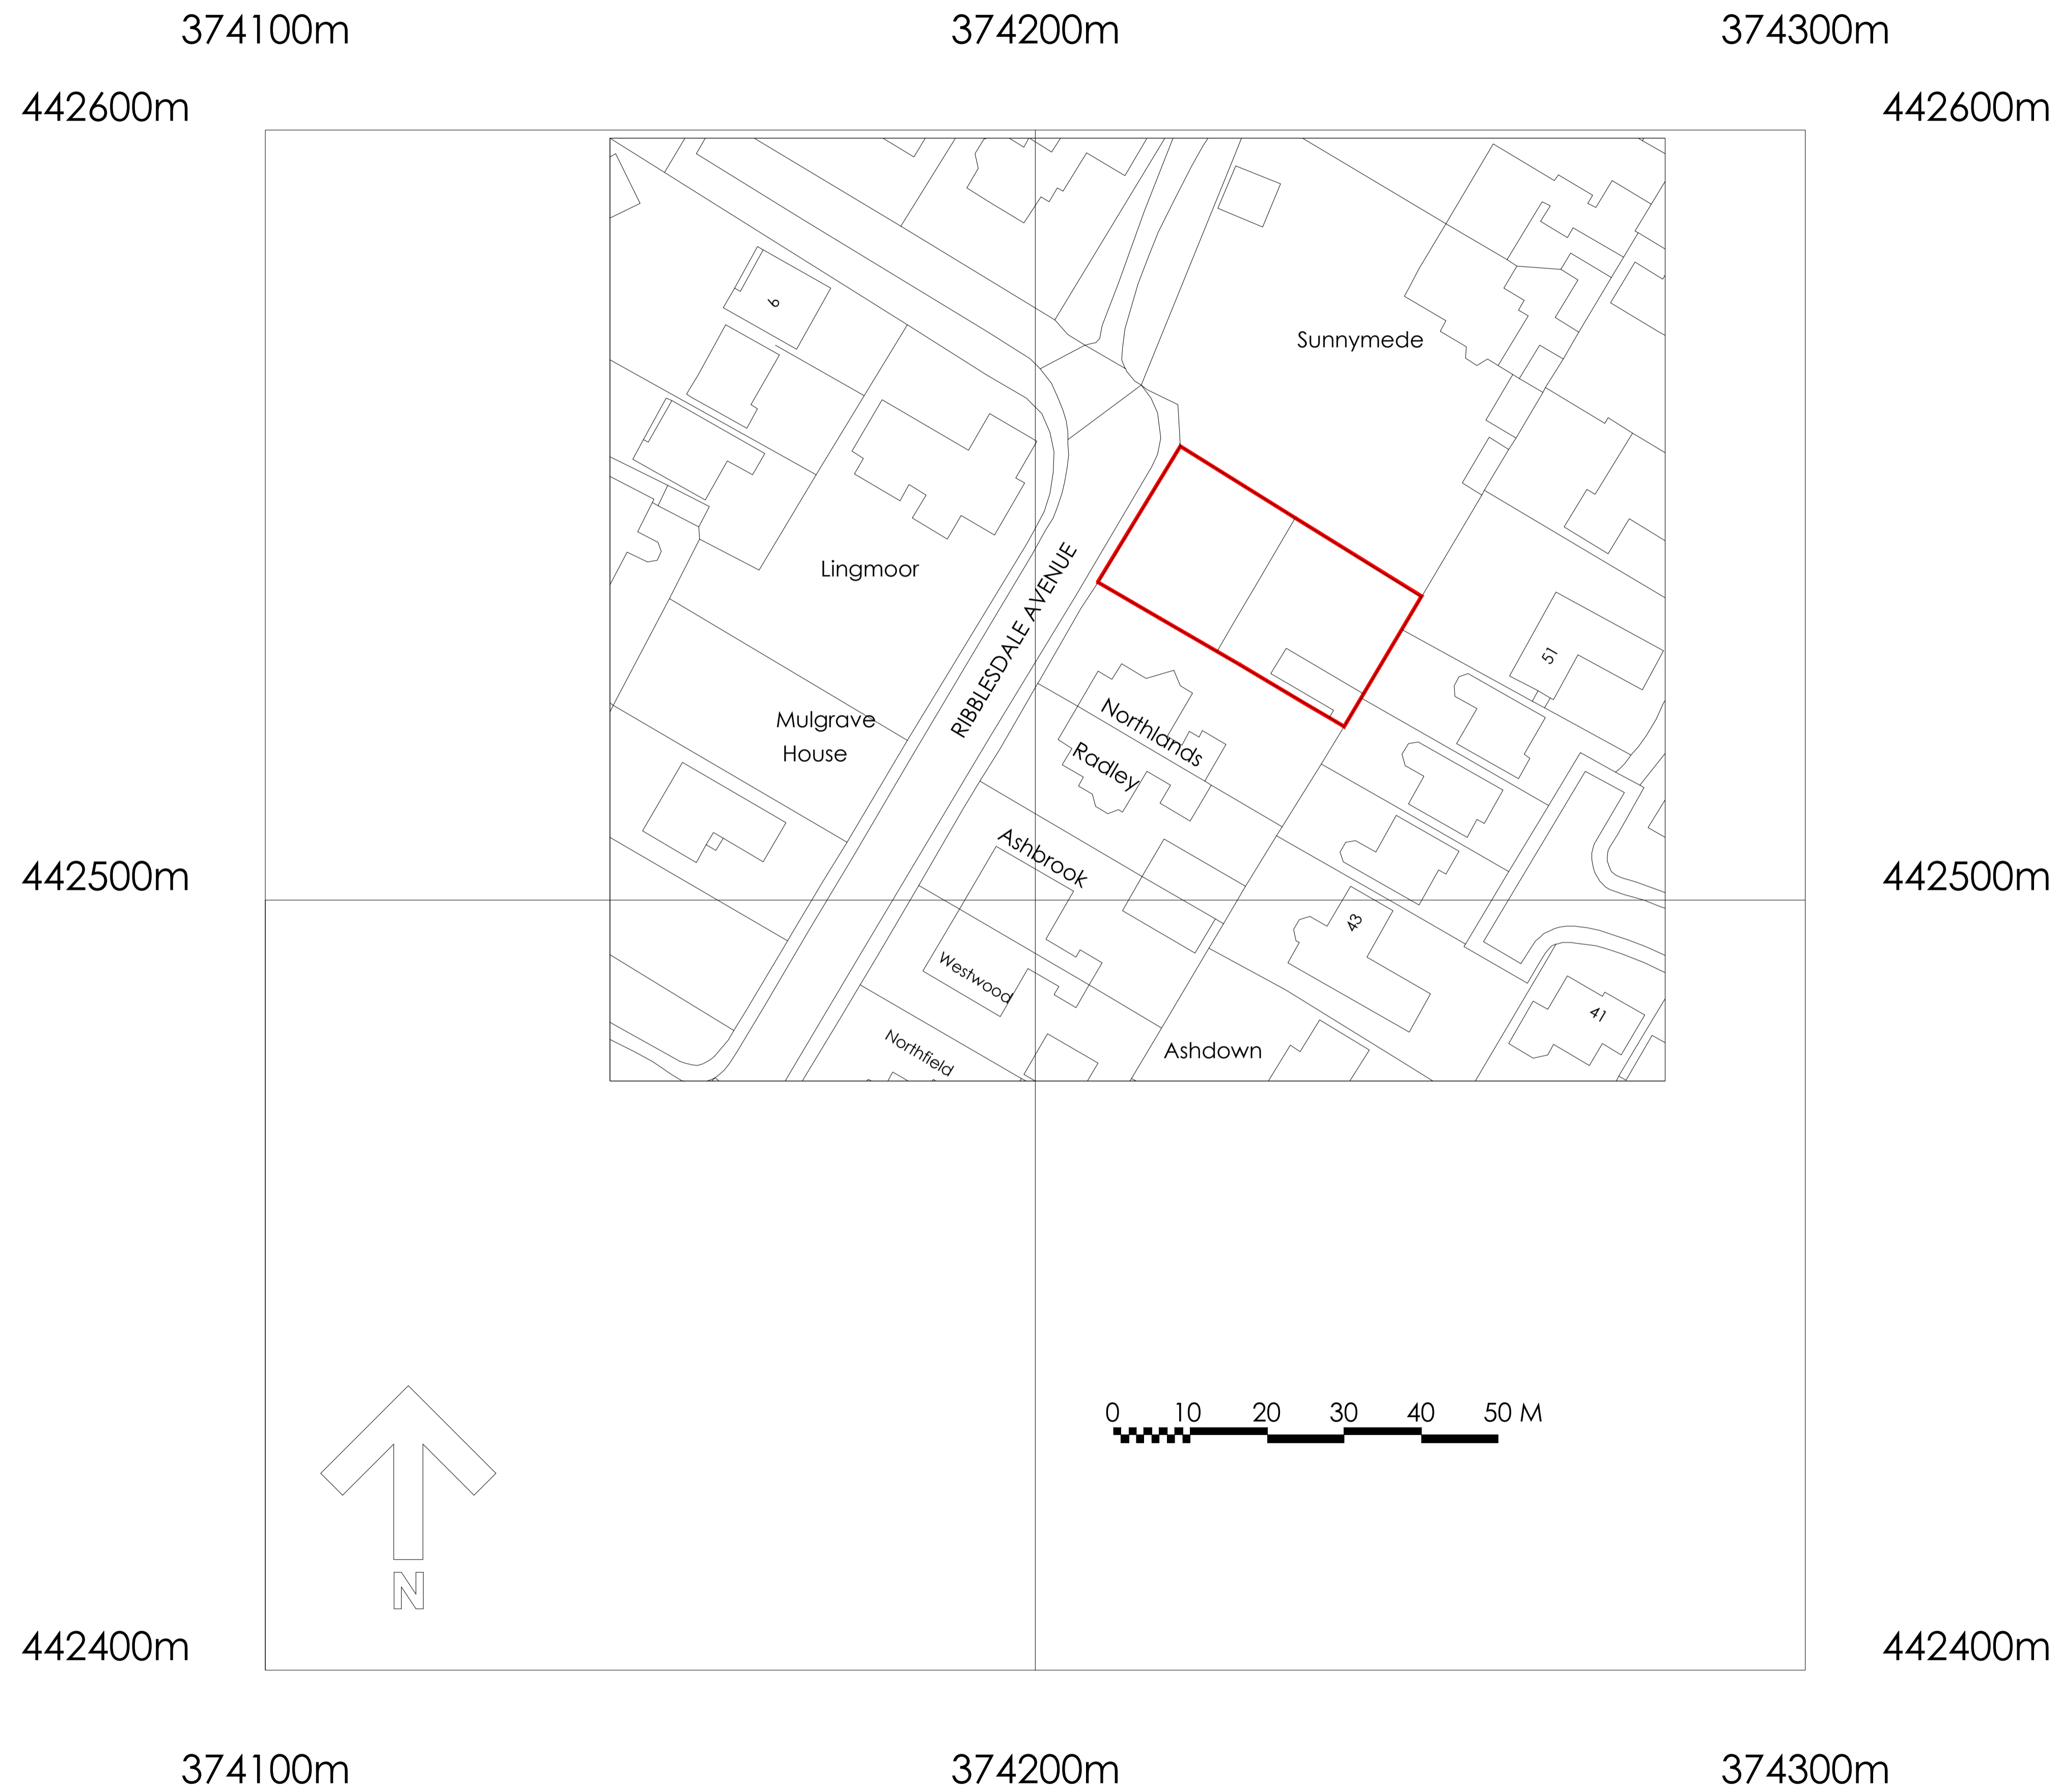 374100m
374200m
374300m
442600m
442600m
6
Sunnymede
Lingmoor
RIBBLESDALE AVENUE
51
Mulgrave
House
Northlands
Radley
Ashbrook
442500m
442500m
43
Westwood
41
Northfield
Ashdown
0 10 20 30 40 50 M
N
442400m
442400m
374100m
374200m
374300m